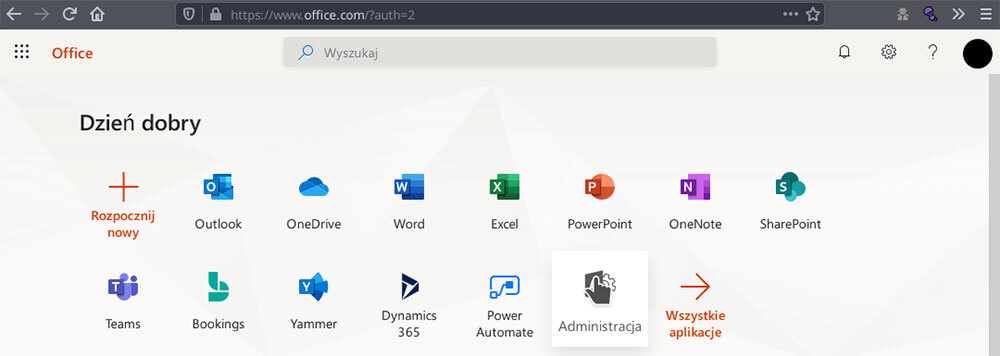 https://www.office.com/?auth=2
Office
Wyszukaj
Dzień dobry
Rozpocznij
nowy
Outlook
OneDrive
Word
Excel
PowerPoint
OneNote
SharePoint
Teams
Bookings
Yammer
Dynamics
365
Power
Automate
Administracja
Wszystkie
aplikacje